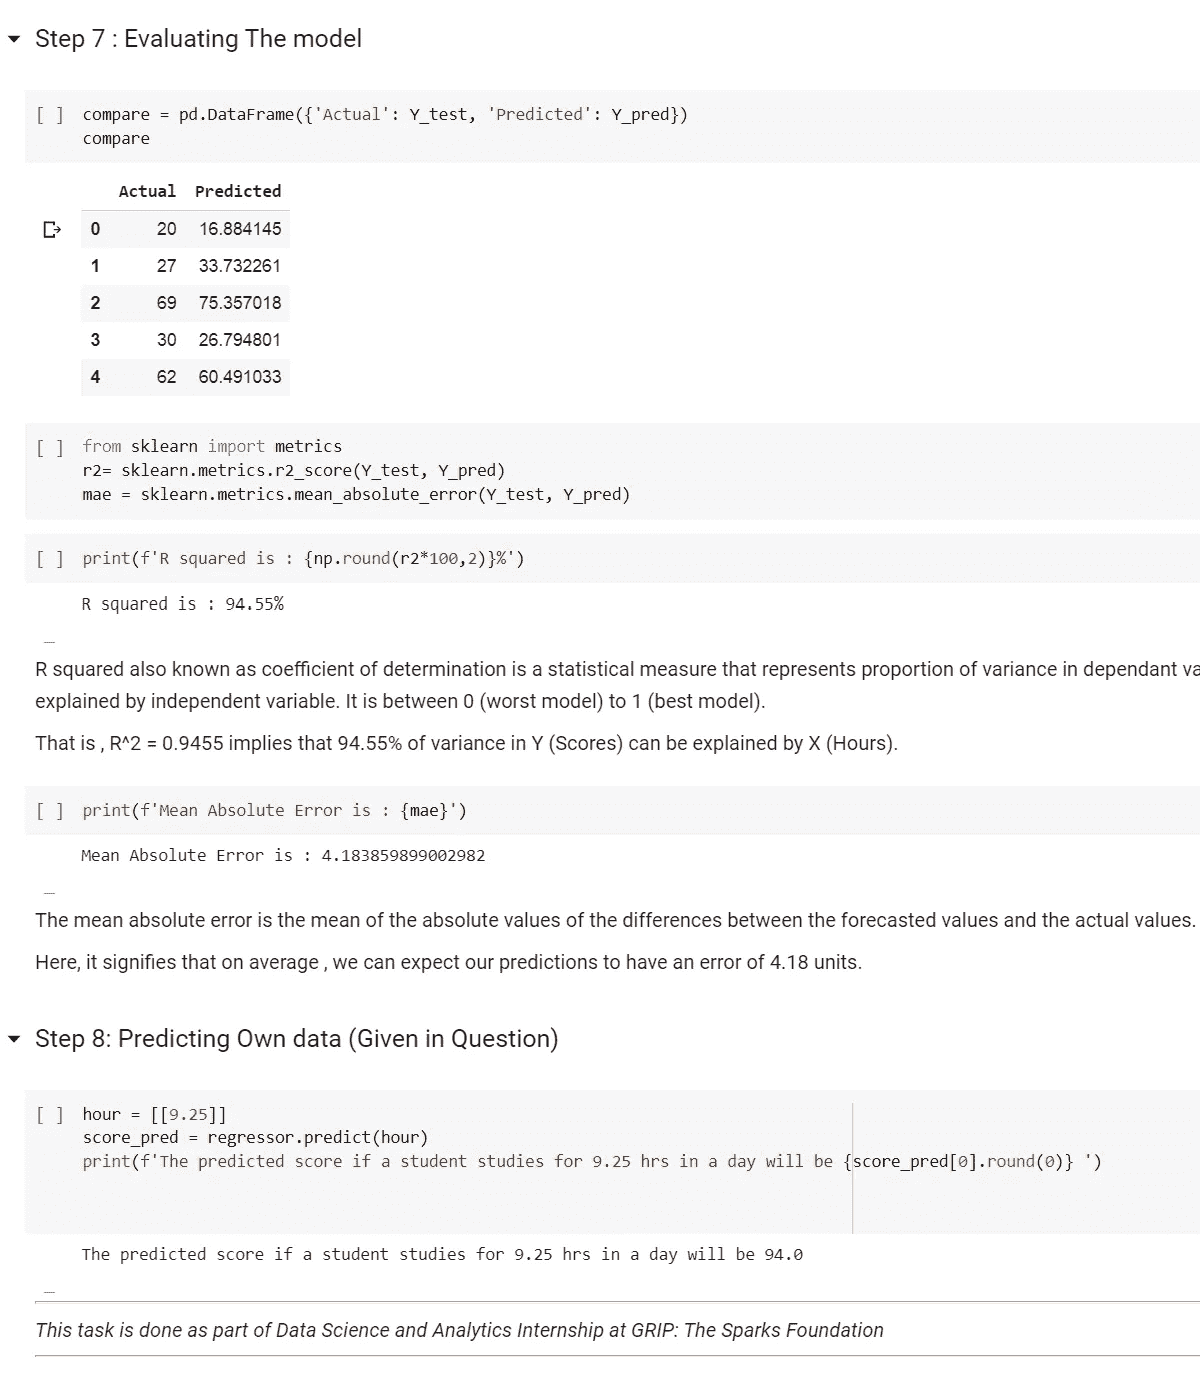 Step 7 : Evaluating The model
[ ] compare = pd.DataFrame({'Actual': Y_test, 'Predicted': Y_pred})
compare
Actual Predicted
0 20 16.884145
1 27 33.732261
2 69 75.357018
3 30 26.794801
4 62 60.491033
[ ] from sklearn import metrics
r2= sklearn.metrics.r2_score(Y_test, Y_pred)
mae = sklearn.metrics.mean_absolute_error(Y_test, Y_pred)
[ ] print(f'R squared is : {np.round(r2*100,2)}%')
R squared is : 94.55%
R squared also known as coefficient of determination is a statistical measure that represents proportion of variance in dependant va
explained by independent variable. It is between 0 (worst model) to 1 (best model).
That is , R^2 = 0.9455 implies that 94.55% of variance in Y (Scores) can be explained by X (Hours).
[ ] print(f'Mean Absolute Error is : {mae}')
Mean Absolute Error is : 4.183859899002982
The mean absolute error is the mean of the absolute values of the differences between the forecasted values and the actual values.
Here, it signifies that on average , we can expect our predictions to have an error of 4.18 units.
Step 8: Predicting Own data (Given in Question)
[ ] hour = [[9.25]]
score_pred = regressor.predict(hour)
print(f'The predicted score if a student studies for 9.25 hrs in a day will be {score_pred[0].round(0)} ')
The predicted score if a student studies for 9.25 hrs in a day will be 94.0
This task is done as part of Data Science and Analytics Internship at GRIP: The Sparks Foundation